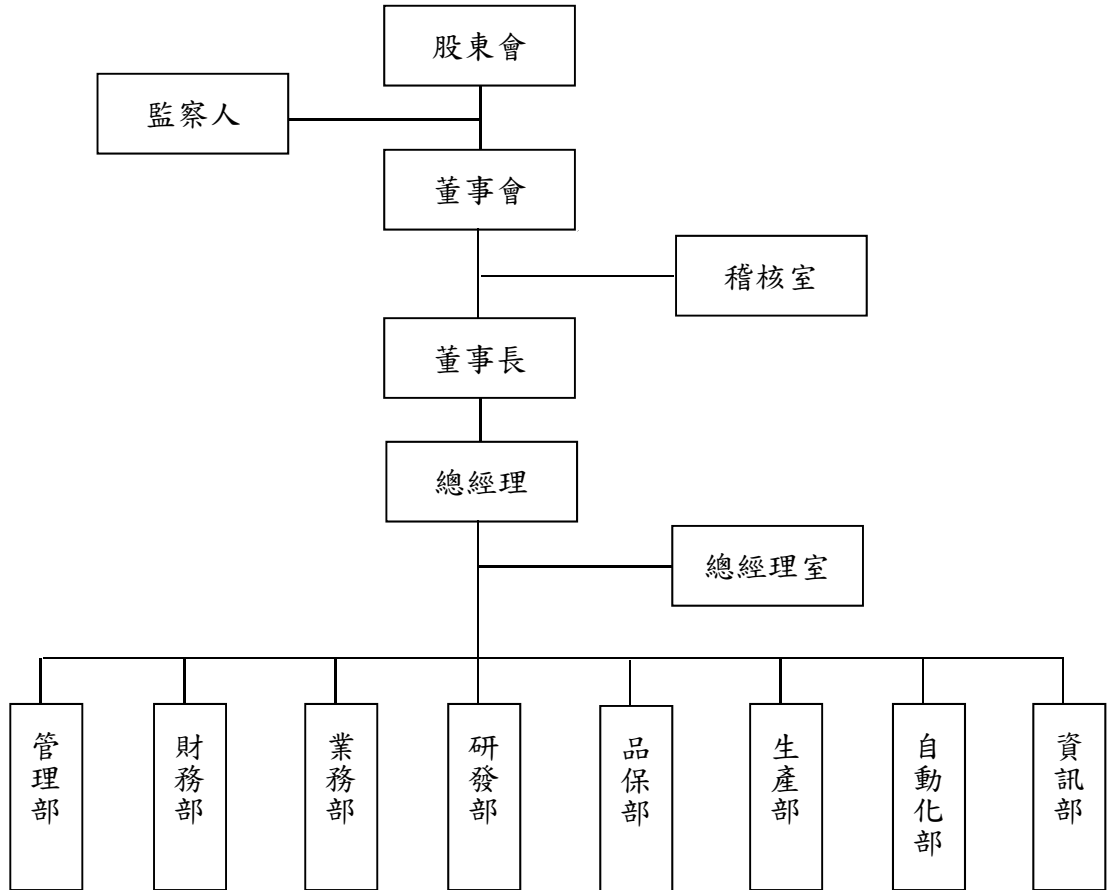 股東會
監察人
董事會
稽核室
董事長
總經理
總經理室
管理部
財務部
業務部
研發部
品保部
生產部
自動化部
資訊部